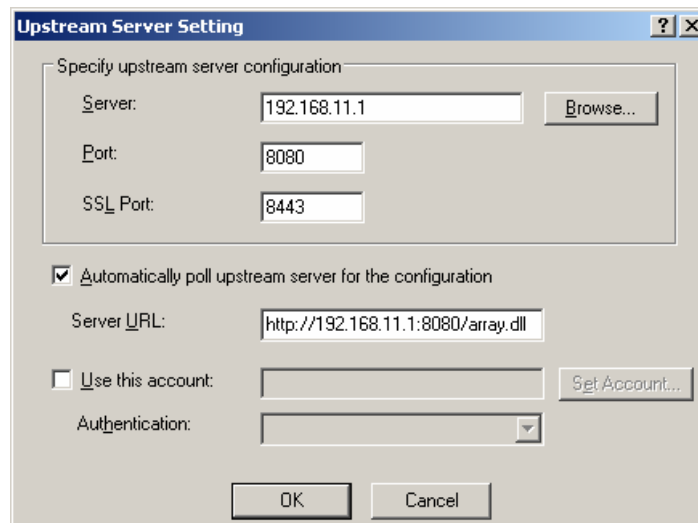 Upstream Server Setting
Specify upstream server configuration
Server: 192.168.11.1 Browse...
Port: 8080
SSL Port: 8443
Automatically poll upstream server for the configuration
Server URL: http://192.168.11.1:8080/array.dll
Use this account: Set Account...
Authentication:
OK Cancel